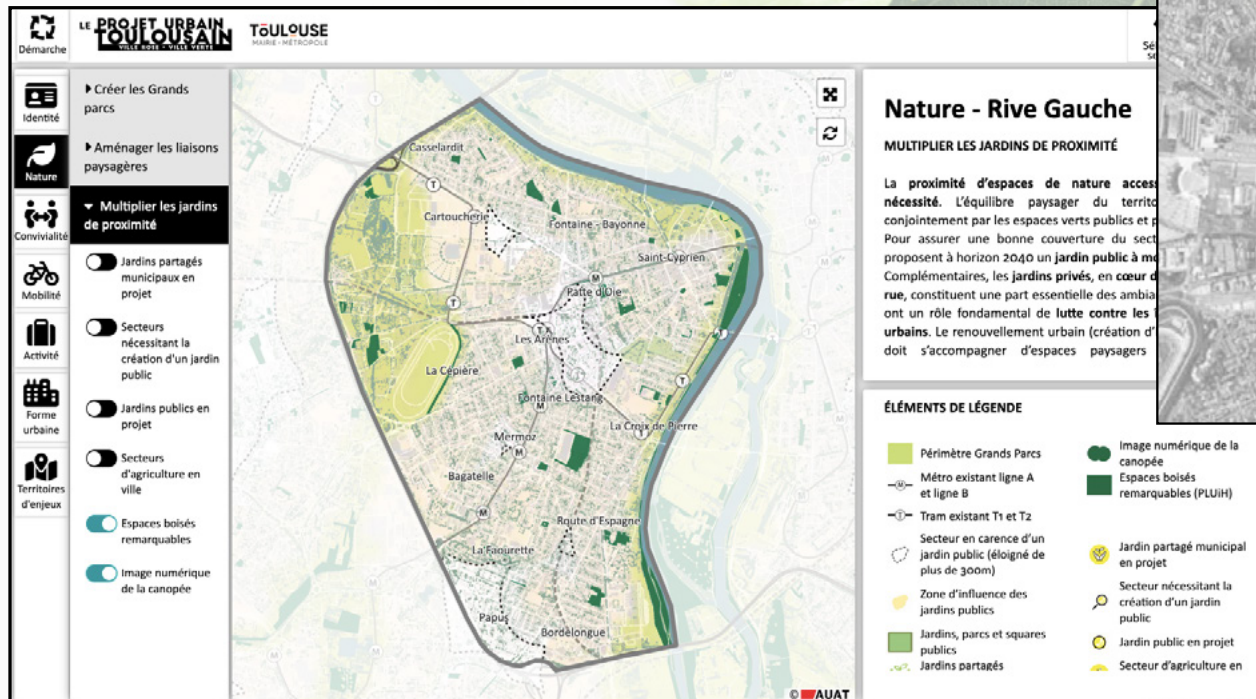 Démarche
LE PROJET URBAIN
TOULOUSAIN
VILLE ROSE - VILLE VERTE
TOULOUSE
MAIRIE - MÉTROPOLE
Identité
Nature
Convivialité
Mobilité
Activité
Forme
urbaine
Territoires
d'enjeux
Créer les Grands
parcs
Aménager les liaisons
paysagères
Multiplier les jardins
de proximité
Jardins partagés
municipaux en
projet
Secteurs
nécessitant la
création d'un jardin
public
Jardins publics en
projet
Secteurs
d'agriculture en
ville
Espaces boisés
remarquables
Image numérique
de la canopée
Casselardit
T
Cartoucherie
Fontaine - Bayonne
Saint-Cyprien
M
Patte d'Oie
T
Les Arènes
La Cépière
T
Fontaine Lestang
M
La Croix de Pierre
T
Mermoz
M
Bagatelle
M
Route d'Espagne
La Faourette
Papus
Bordelongue
© AUAT
Nature - Rive Gauche
MULTIPLIER LES JARDINS DE PROXIMITÉ
La proximité d'espaces de nature
nécessité. L'équilibre paysager du
conjointement par les espaces verts publics et
Pour assurer une bonne couverture du
proposent à horizon 2040 un jardin public à
Complémentaires, les jardins privés, en cœur
rue, constituent une part essentielle des
ont un rôle fondamental de lutte contre les
urbains. Le renouvellement urbain (création d'
doit s'accompagner d'espaces paysagers
ÉLÉMENTS DE LÉGENDE
Périmètre Grands Parcs
M Métro existant ligne A
et ligne B
T Tram existant T1 et T2
Secteur en carence d'un
jardin public (éloigné de
plus de 300m)
Zone d'influence des
jardins publics
Jardins, parcs et squares
publics
Jardins partagés
Image numérique de la
canopée
Espaces boisés
remarquables (PLUiH)
Jardin partagé municipal
en projet
Secteur nécessitant la
création d'un jardin
public
Jardin public en projet
Secteur d'agriculture en